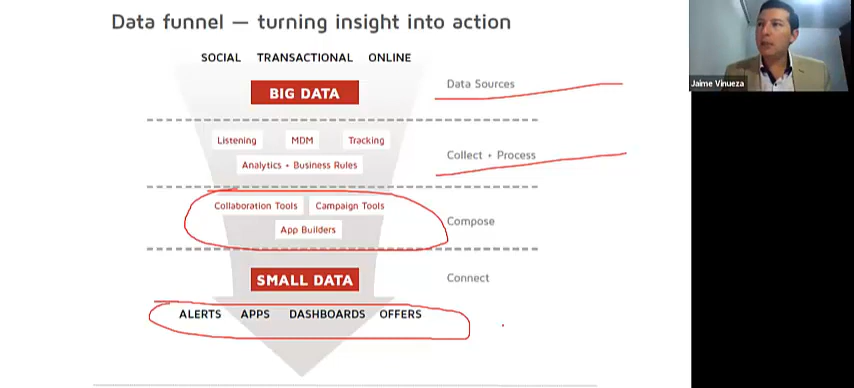 Data funnel — turning insight into action
SOCIAL TRANSACTIONAL ONLINE
BIG DATA
Data Sources
Listening MDM Tracking
Analytics + Business Rules
Collect + Process
Collaboration Tools Campaign Tools
App Builders
Compose
SMALL DATA
Connect
ALERTS APPS DASHBOARDS OFFERS
Jaime Vinueza